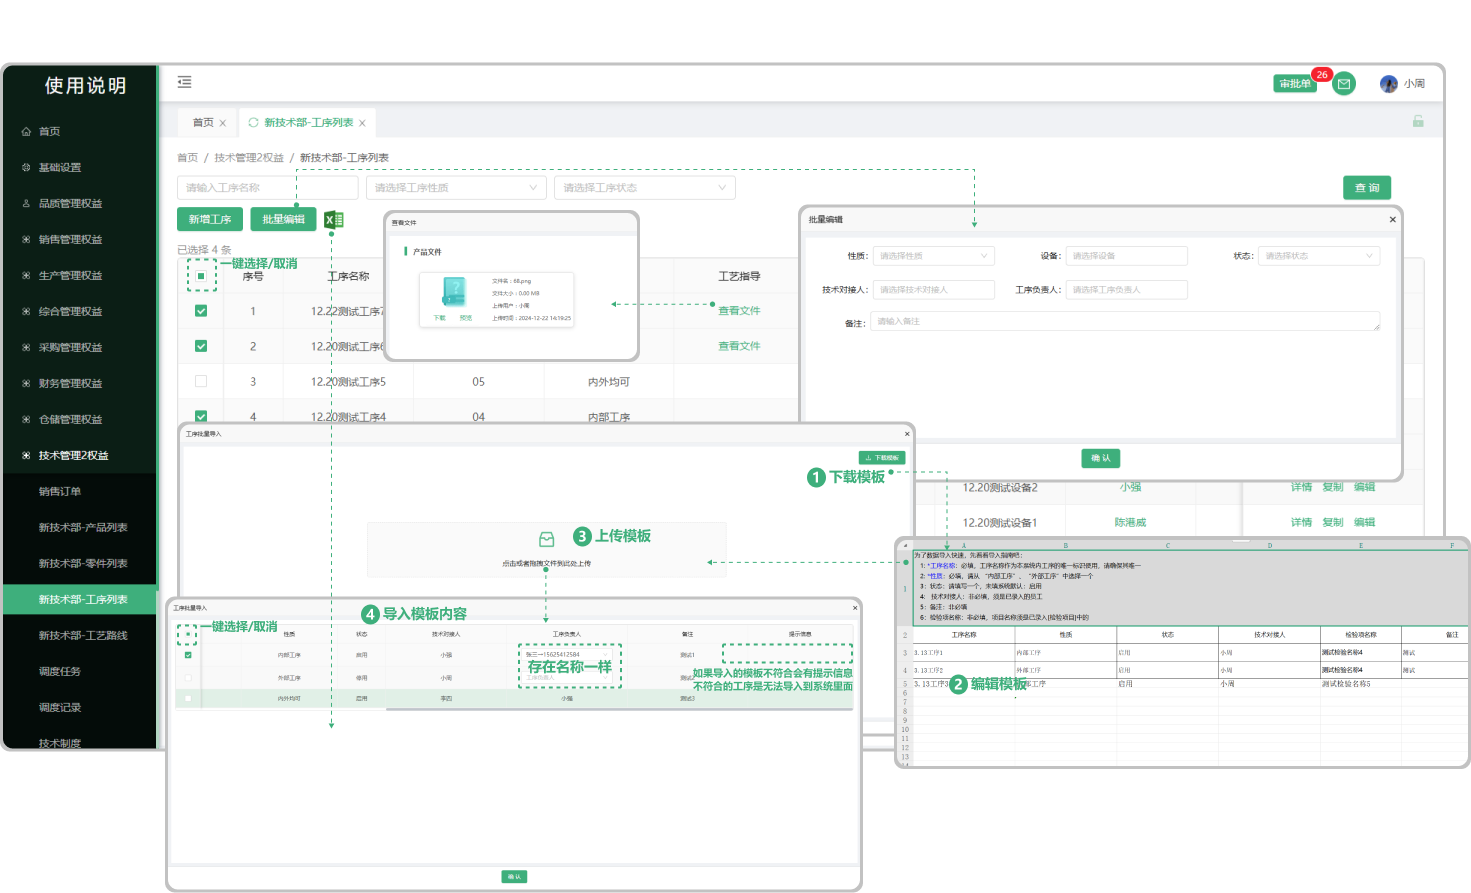 使用说明
首页
基础设置
品质管理权益
销售管理权益
生产管理权益
综合管理权益
采购管理权益
财务管理权益
仓储管理权益
技术管理2权益
销售订单
新技术部-产品列表
新技术部-零件列表
新技术部-工序列表
新技术部-工艺路线
调度任务
调度记录
技术制度
审批单
26
小周
首页 ×
新技术部-工序列表 ×
首页 / 技术管理2权益 / 新技术部-工序列表
请输入工序名称
请选择工序性质
请选择工序状态
查 询
新增工序
批量编辑
已选择 4 条
一键选择/取消
序号
工序名称
工艺指导
1
12.22测试工序7
查看文件
2
12.20测试工序6
查看文件
3
12.20测试工序5
05
内外均可
4
12.20测试工序4
04
内部工序
12.20测试设备2
小强
详情 复制 编辑
12.20测试设备1
陈港威
详情 复制 编辑
查看文件
产品文件
文件名：68.png
文件大小：0.00 MB
上传用户：小周
上传时间：2024-12-22 14:19:25
下载 预览
批量编辑
性质：
请选择性质
设备：
请选择设备
状态：
请选择状态
技术对接人：
请选择技术对接人
工序负责人：
请选择工序负责人
备注：
请输入备注
确 认
工序批量导入
下载模板
1 下载模板
3 上传模板
点击或者拖拽文件到此处上传
工序批量导入
4 导入模板内容
一键选择/取消
性质
状态
技术对接人
工序负责人
备注
提示信息
内部工序
启用
小强
张三一15625412584
测试1
存在名称一样
外部工序
停用
小周
工序负责人
测试2
内外均可
启用
李四
小强
测试3
如果导入的模板不符合会有提示信息
不符合的工序是无法导入到系统里面
确 认
A B C D E F
1
为了数据导入快速，先看看导入指南吧：
1：*工序名称：必填，工序名称作为本系统内工序的唯一标识使用，请确保其唯一
2：*性质：必填，请从 “内部工序” 、 “外部工序” 中选择一个
3：状态：请填写一个，未填系统默认：启用
4： 技术对接人：非必填，须是已录入的员工
5：备注：非必填
6：检验项名称：非必填，项目名称须是已录入[检验项目]中的
2
工序名称
性质
状态
技术对接人
检验项名称
备注
3
3.13工序1
内部工序
启用
小周
测试检验名称4
测试
4
3.13工序2
外部工序
启用
小周
测试检验名称4
测试
5
3.13工序3
启用
小周
测试检验名称5
2 编辑模板
6
7
8
9
10
11
12
13